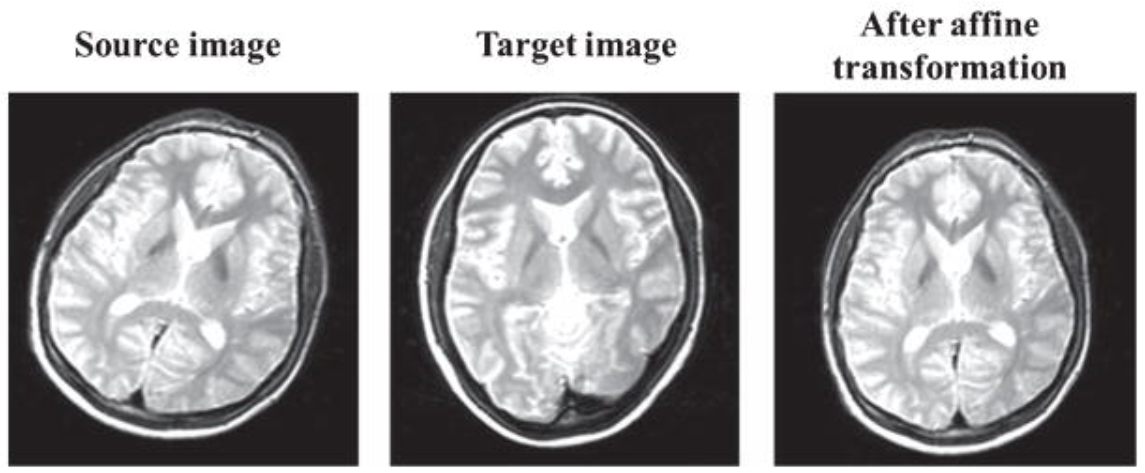 Source image
Target image
After affine
transformation